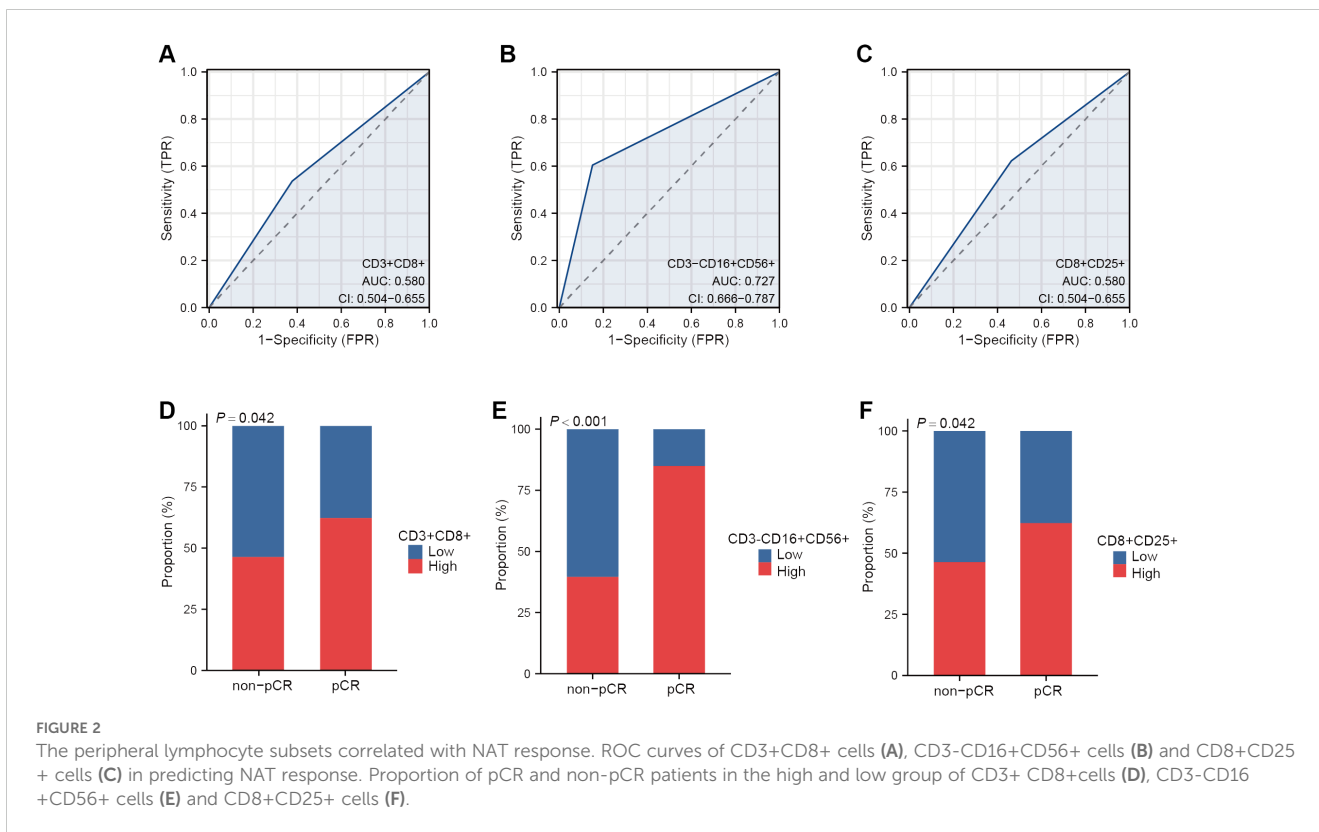 A
B
C
1.0
0.8
0.6
0.4
0.2
0.0
Sensitivity (TPR)
CD3+CD8+
AUC: 0.580
CI: 0.504−0.655
0.0 0.2 0.4 0.6 0.8 1.0
1−Specificity (FPR)
1.0
0.8
0.6
0.4
0.2
0.0
Sensitivity (TPR)
CD3−CD16+CD56+
AUC: 0.727
CI: 0.666−0.787
0.0 0.2 0.4 0.6 0.8 1.0
1−Specificity (FPR)
1.0
0.8
0.6
0.4
0.2
0.0
Sensitivity (TPR)
CD8+CD25+
AUC: 0.580
CI: 0.504−0.655
0.0 0.2 0.4 0.6 0.8 1.0
1−Specificity (FPR)
D
P = 0.042
100
75
50
25
0
Proportion (%)
non−pCR pCR
CD3+CD8+
Low
High
E
P < 0.001
100
75
50
25
0
Proportion (%)
non−pCR pCR
CD3-CD16+CD56+
Low
High
F
P = 0.042
100
75
50
25
0
Proportion (%)
non−pCR pCR
CD8+CD25+
Low
High
FIGURE 2
The peripheral lymphocyte subsets correlated with NAT response. ROC curves of CD3+CD8+ cells (A), CD3-CD16+CD56+ cells (B) and CD8+CD25
+ cells (C) in predicting NAT response. Proportion of pCR and non-pCR patients in the high and low group of CD3+ CD8+cells (D), CD3-CD16
+CD56+ cells (E) and CD8+CD25+ cells (F).